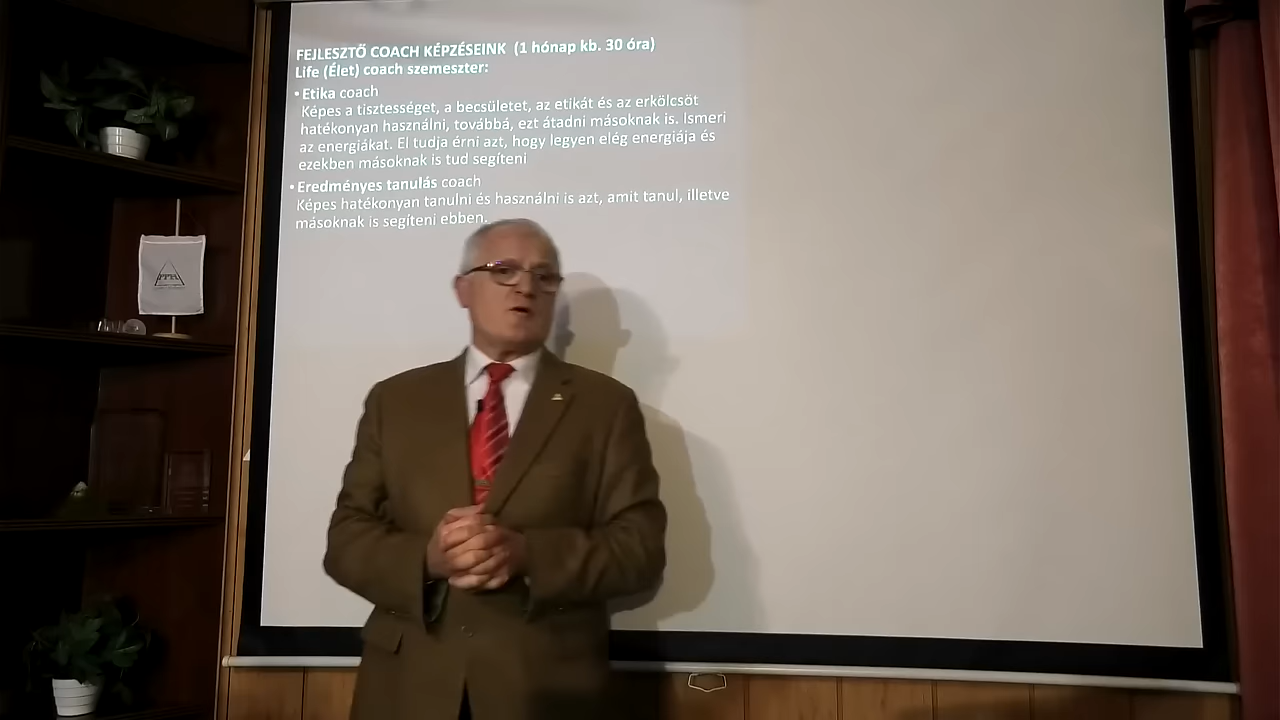 FEJLESZTŐ COACH KÉPZÉSEINK (1 hónap kb. 30 óra)
Life (Élet) coach szemeszter:
• Etika coach
Képes a tisztességet, a becsületet, az etikát és az erkölcsöt
hatékonyan használni, továbbá, ezt átadni másoknak is. Ismeri
az energiákat. El tudja érni azt, hogy legyen elég energiája és
ezekben másoknak is tud segíteni
• Eredményes tanulás coach
Képes hatékonyan tanulni és használni is azt, amit tanul, illetve
másoknak is segíteni ebben.